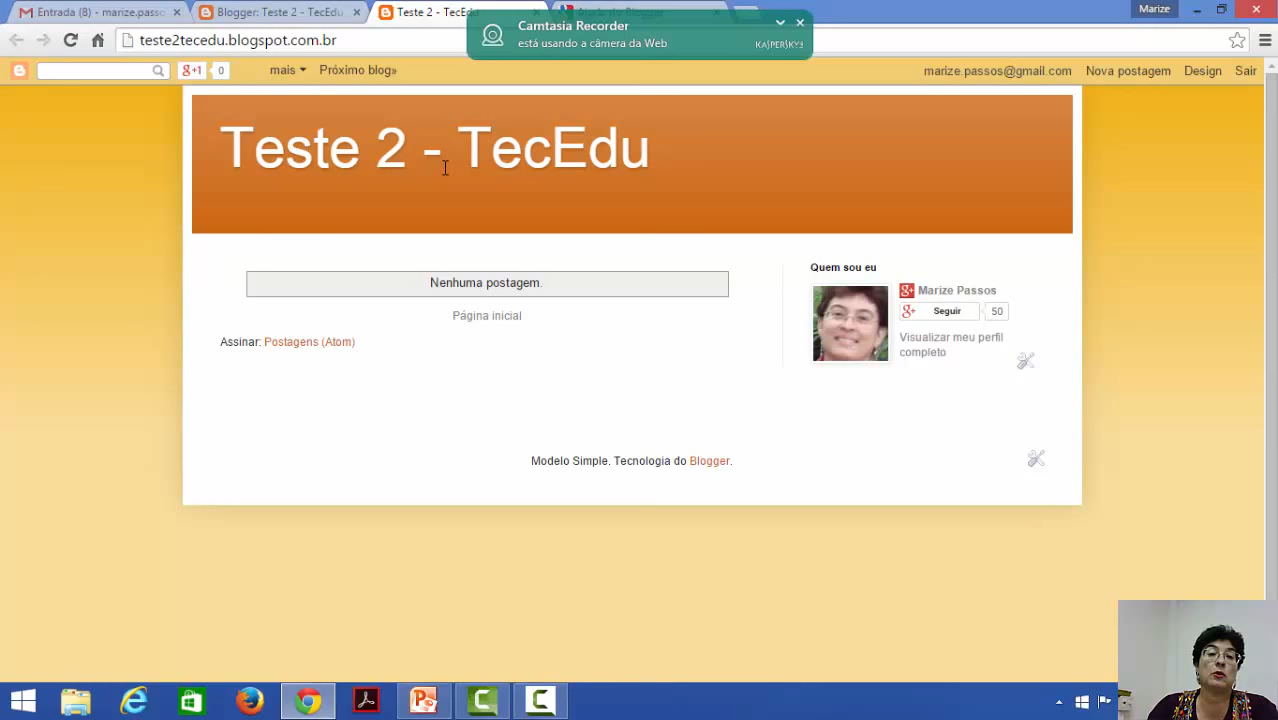 Entrada (8) - marize.passo
Blogger: Teste 2 - TecEdu
Teste 2 - TecEdu
Marize
Camtasia Recorder
está usando a câmera da Web
KASPERSKY
teste2tecedu.blogspot.com.br
g+1 0
mais
Próximo blog»
marize.passos@gmail.com
Nova postagem
Design
Sair
Teste 2 - TecEdu
Nenhuma postagem.
Página inicial
Assinar: Postagens (Atom)
Quem sou eu
Marize Passos
Seguir 50
Visualizar meu perfil
completo
Modelo Simple. Tecnologia do Blogger.